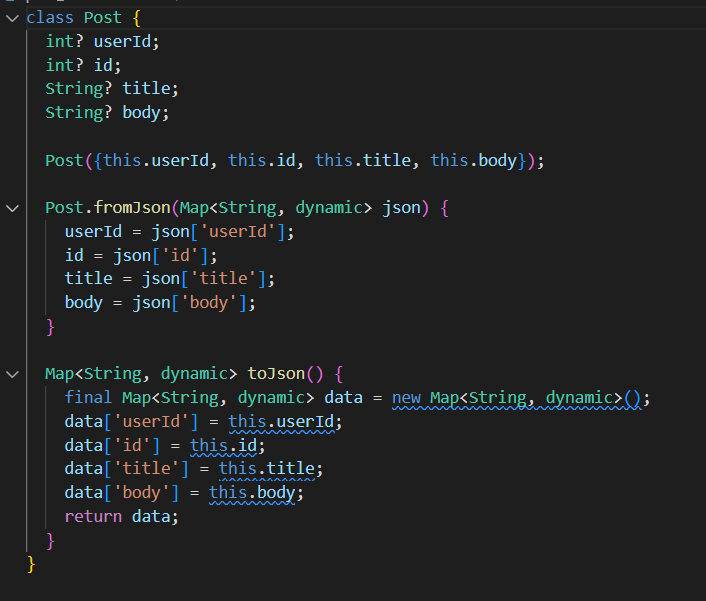 class Post {
  int? userId;
  int? id;
  String? title;
  String? body;

  Post({this.userId, this.id, this.title, this.body});

  Post.fromJson(Map<String, dynamic> json) {
    userId = json['userId'];
    id = json['id'];
    title = json['title'];
    body = json['body'];
  }

  Map<String, dynamic> toJson() {
    final Map<String, dynamic> data = new Map<String, dynamic>();
    data['userId'] = this.userId;
    data['id'] = this.id;
    data['title'] = this.title;
    data['body'] = this.body;
    return data;
  }
}